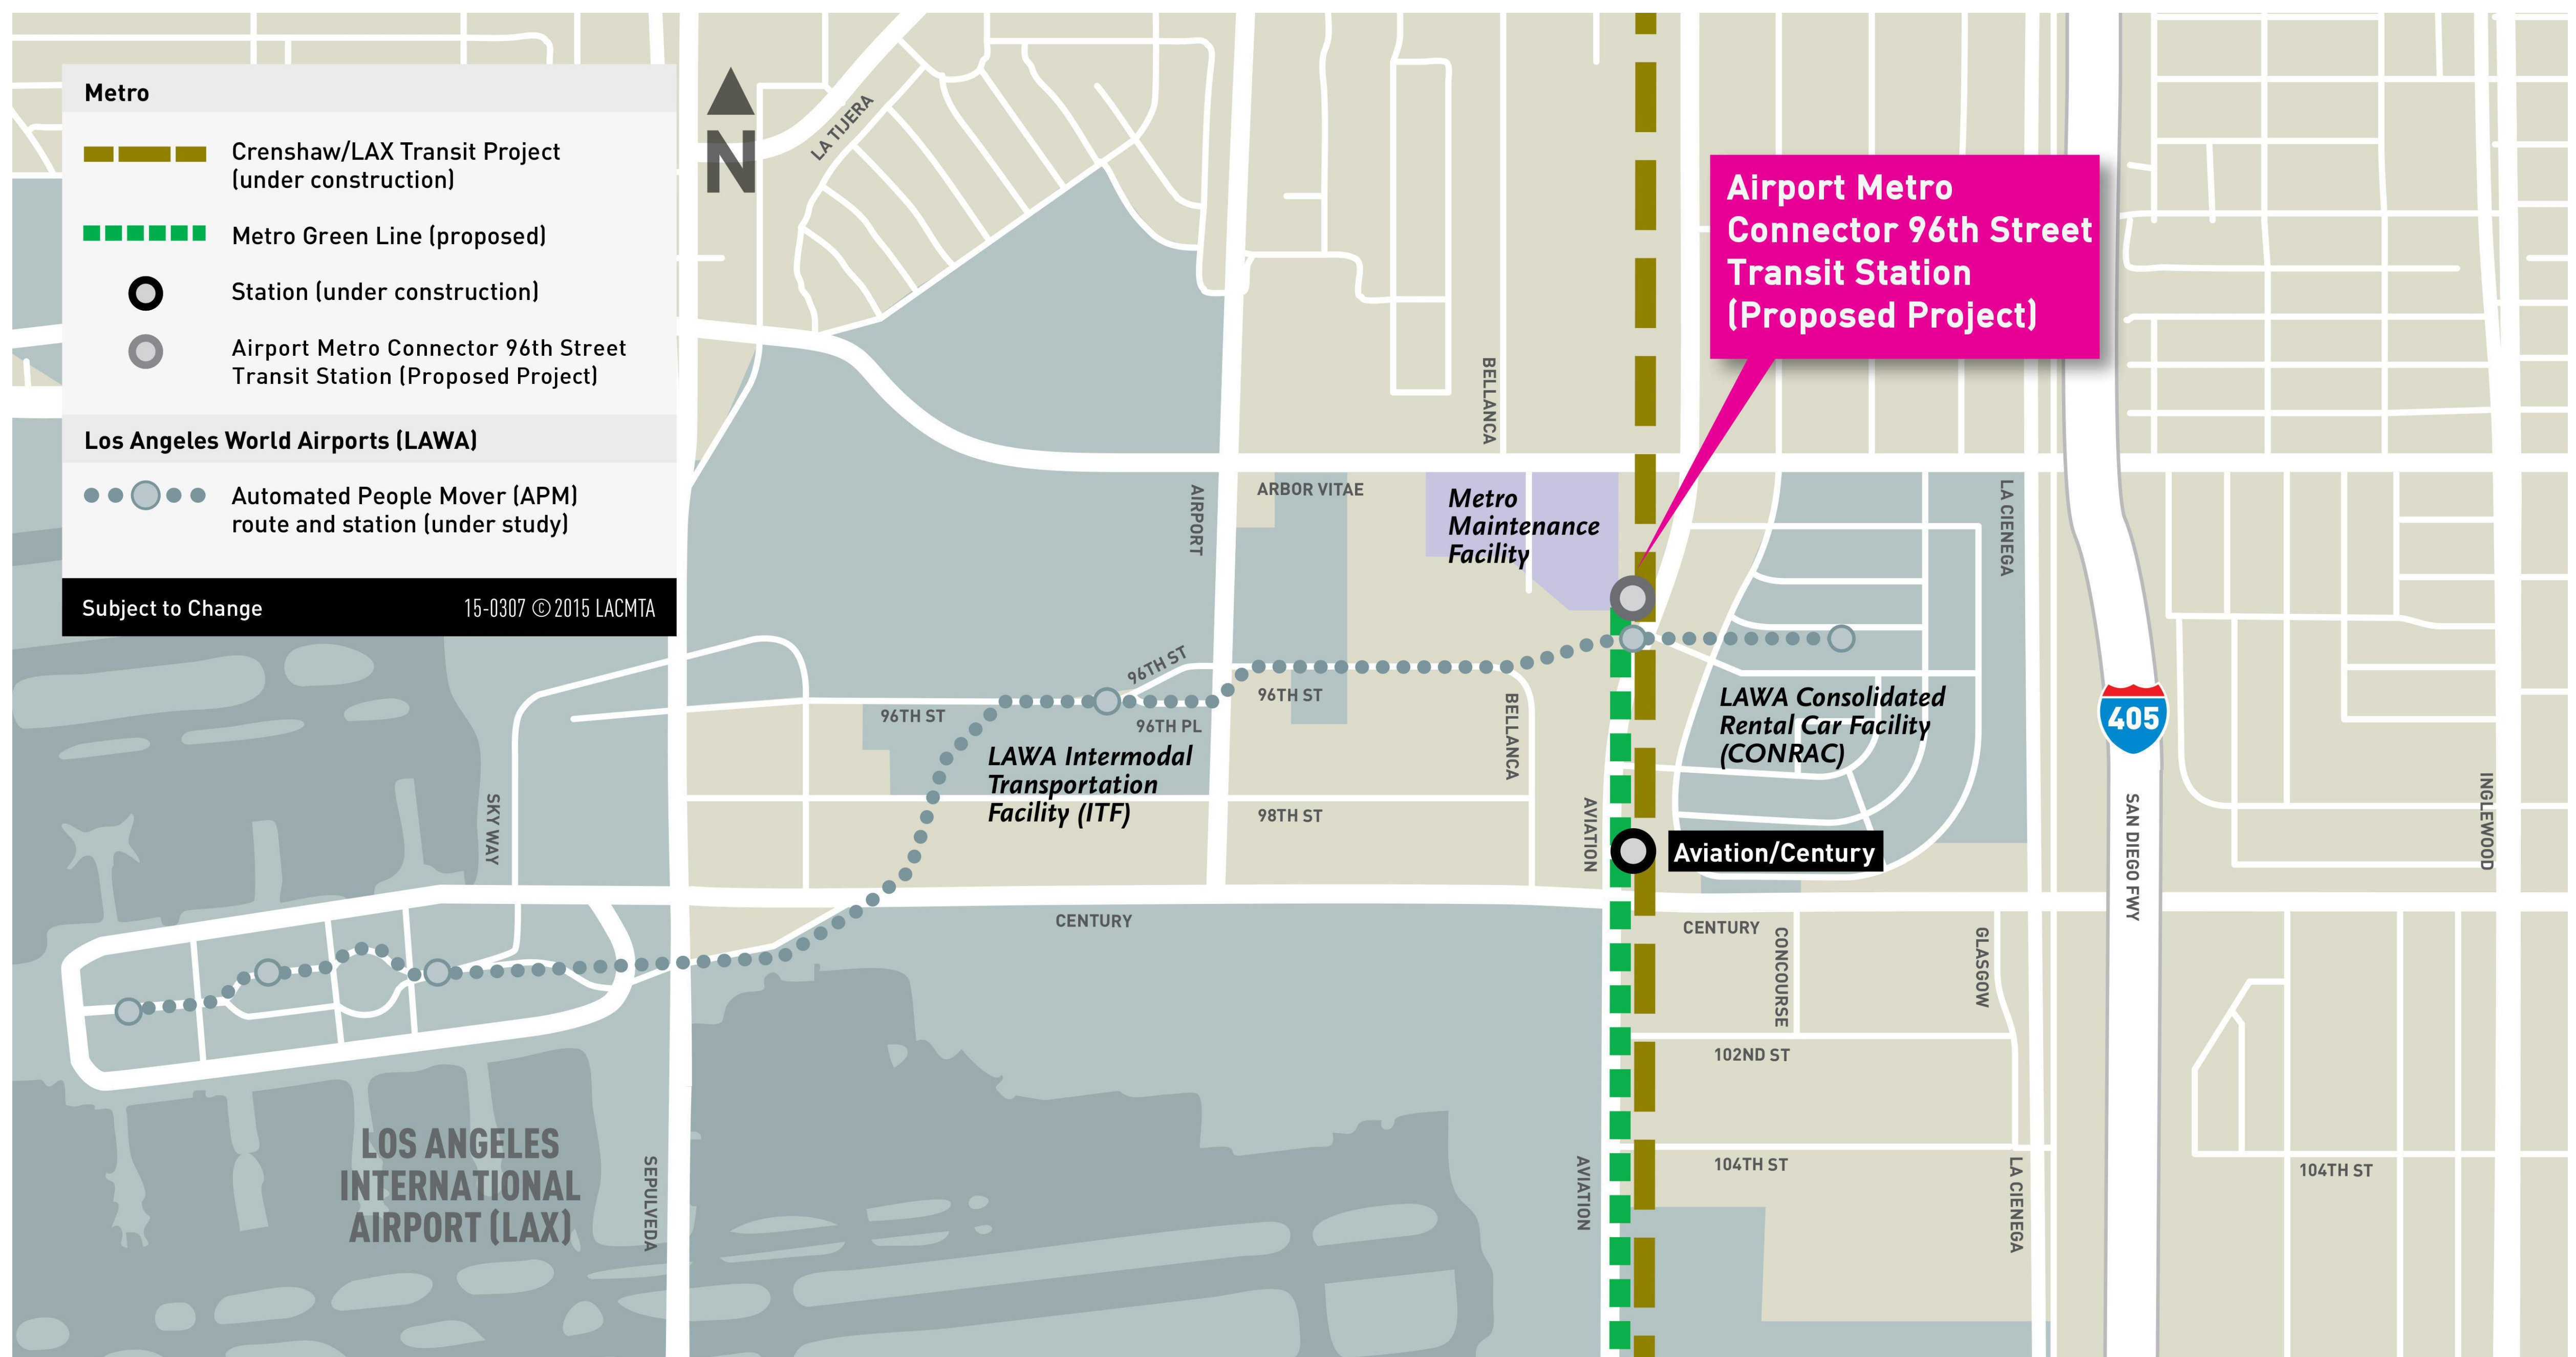 Metro
Crenshaw/LAX Transit Project
(under construction)
Metro Green Line (proposed)
Station (under construction)
Airport Metro Connector 96th Street
Transit Station (Proposed Project)
Los Angeles World Airports (LAWA)
Automated People Mover (APM)
route and station (under study)
Subject to Change
15-0307 © 2015 LACMTA
N
LA TIJERA
Airport Metro
Connector 96th Street
Transit Station
(Proposed Project)
BELLANCA
AIRPORT
ARBOR VITAE
Metro
Maintenance
Facility
LA CIENEGA
96TH ST
96TH ST
96TH PL
96TH ST
BELLANCA
LAWA Intermodal
Transportation
Facility (ITF)
LAWA Consolidated
Rental Car Facility
(CONRAC)
405
SKY WAY
98TH ST
AVIATION
Aviation/Century
SAN DIEGO FWY
INGLEWOOD
CENTURY
CENTURY
CONCOURSE
GLASGOW
102ND ST
LOS ANGELES
INTERNATIONAL
AIRPORT (LAX)
SEPULVEDA
AVIATION
104TH ST
LA CIENEGA
104TH ST